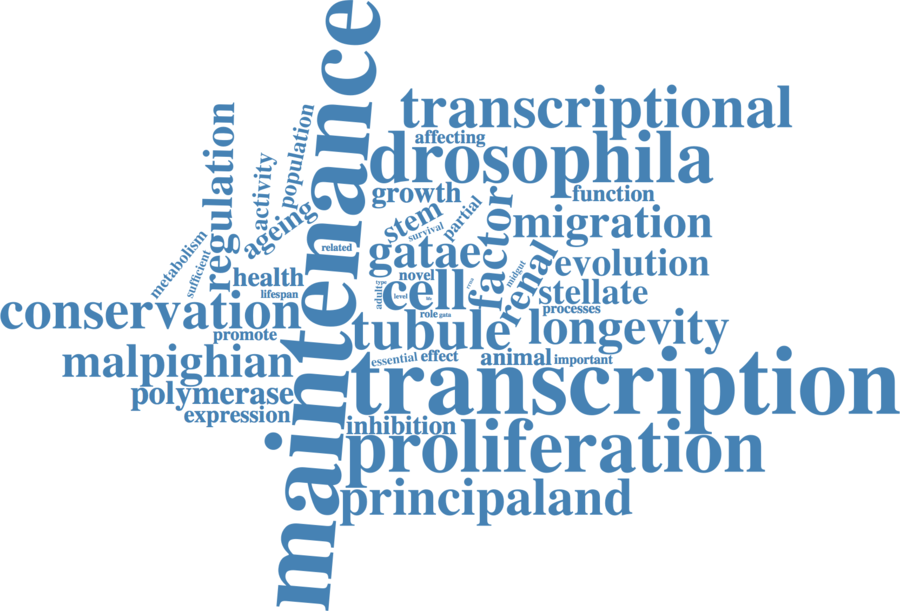 maintenance
transcriptional
affecting
drosophila
regulation
population
activity
ageing
growth
function
stem
partial
survival
factor
migration
metabolism
sufficient
related
gatae
renal
evolution
health
novel
midgut
cell
adult
level
lifespan
stellate
processes
conservation
role
gata
promote
tubule
longevity
malpighian
essential
effect
animal
important
transcription
polymerase
expression
inhibition
proliferation
principaland